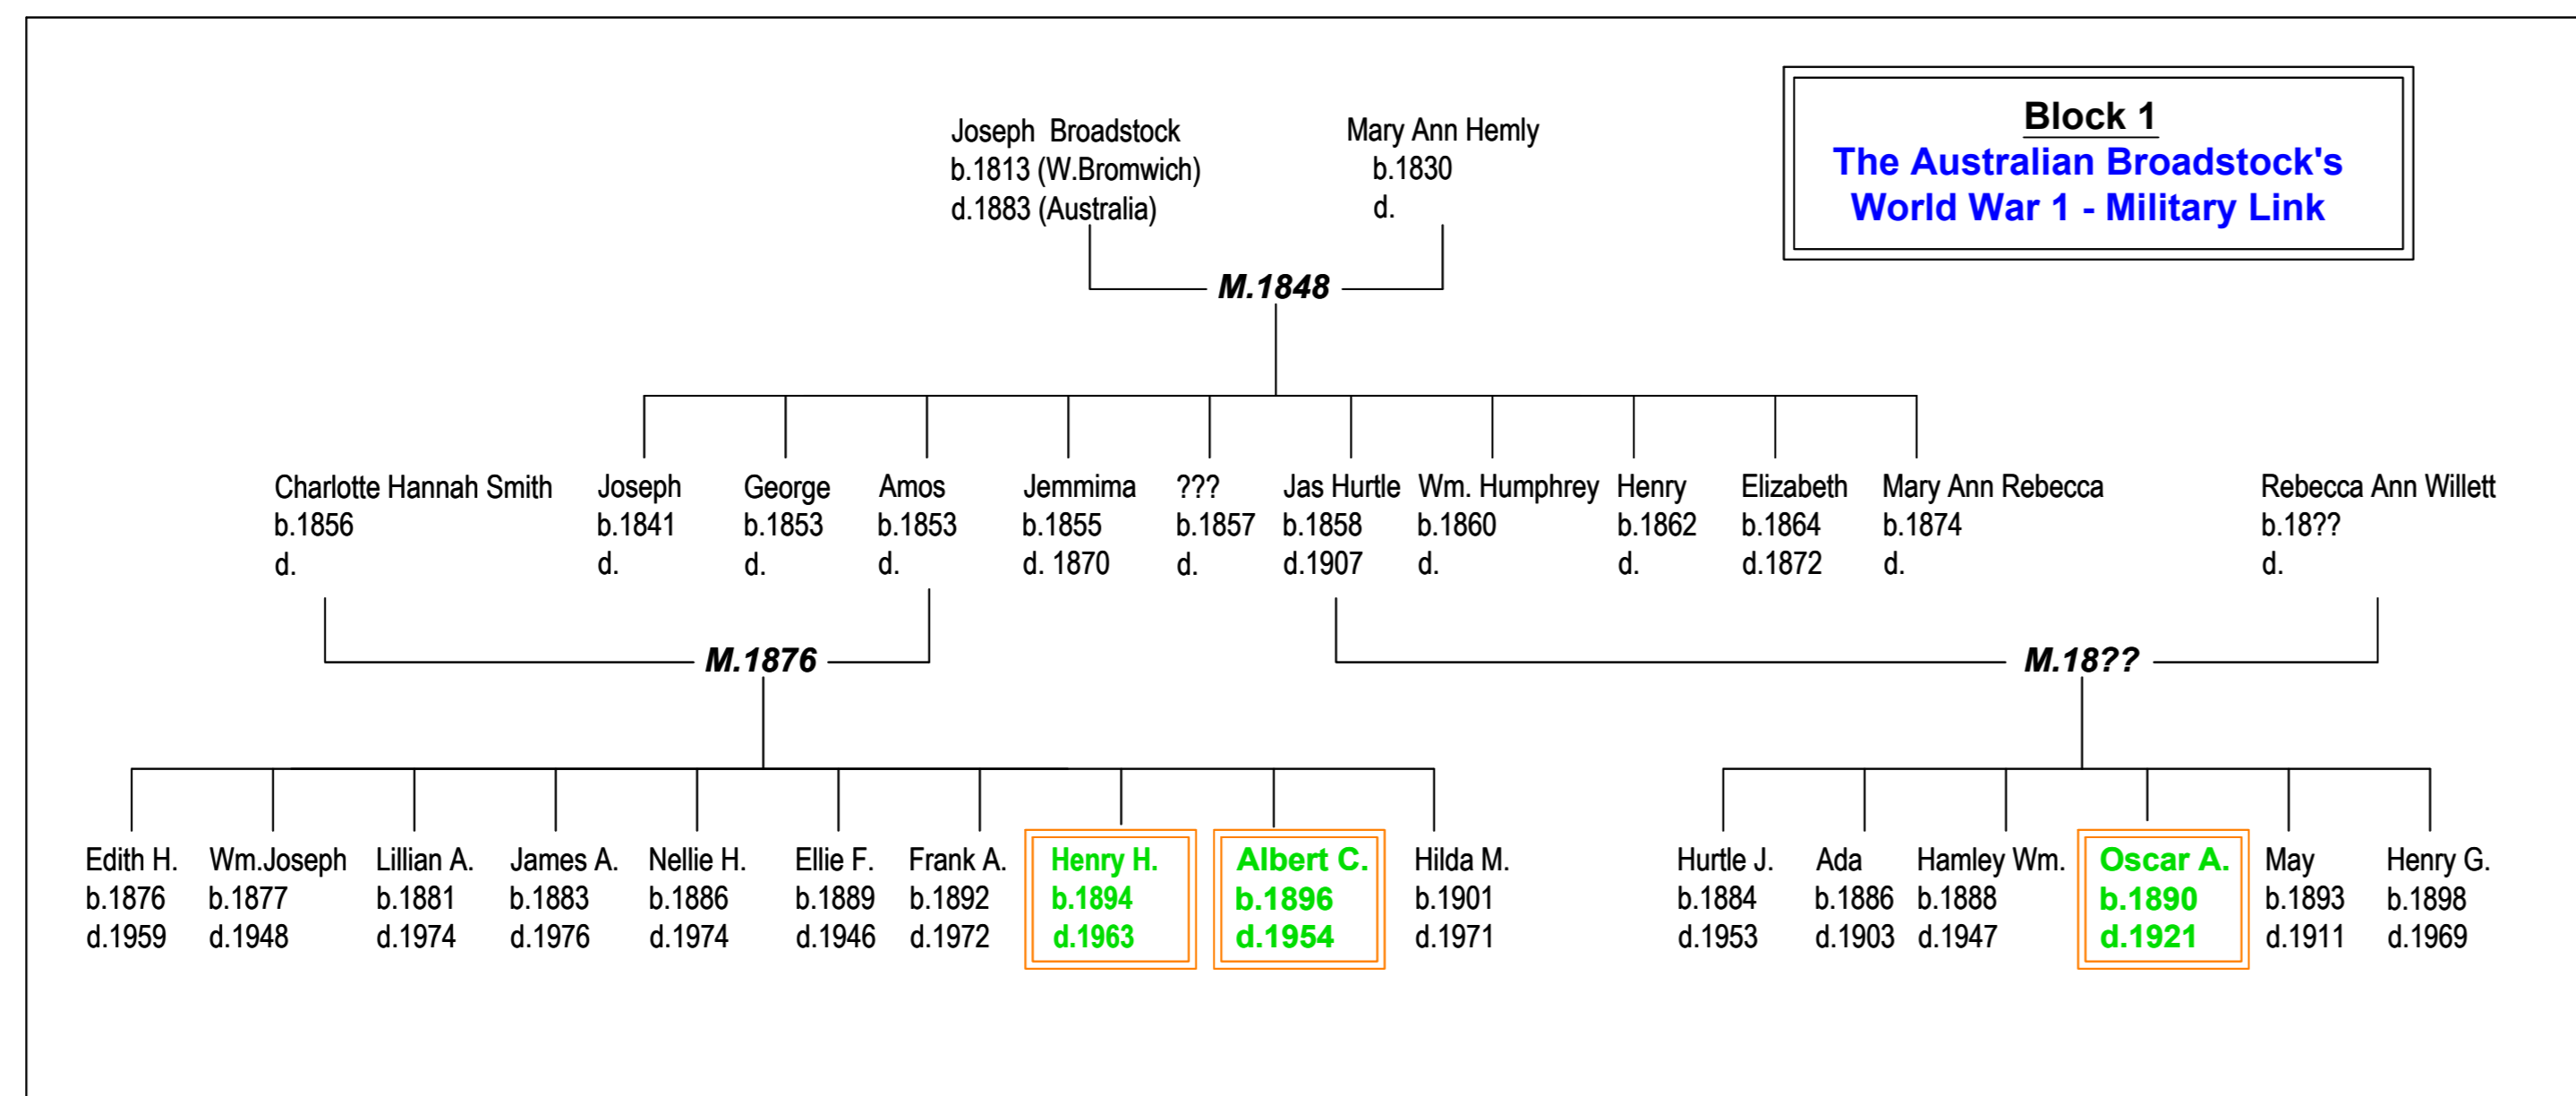 Block 1
The Australian Broadstock's
World War 1 - Military Link
Joseph Broadstock
b.1813 (W.Bromwich)
d.1883 (Australia)
Mary Ann Hemly
b.1830
d.
M.1848
Charlotte Hannah Smith
b.1856
d.
Joseph
b.1841
d.
George
b.1853
d.
Amos
b.1853
d.
Jemmima
b.1855
d. 1870
???
b.1857
d.
Jas Hurtle
b.1858
d.1907
Wm. Humphrey
b.1860
d.
Henry
b.1862
d.
Elizabeth
b.1864
d.1872
Mary Ann Rebecca
b.1874
d.
Rebecca Ann Willett
b.18??
d.
M.1876
M.18??
Edith H.
b.1876
d.1959
Wm.Joseph
b.1877
d.1948
Lillian A.
b.1881
d.1974
James A.
b.1883
d.1976
Nellie H.
b.1886
d.1974
Ellie F.
b.1889
d.1946
Frank A.
b.1892
d.1972
Henry H.
b.1894
d.1963
Albert C.
b.1896
d.1954
Hilda M.
b.1901
d.1971
Hurtle J.
b.1884
d.1953
Ada
b.1886
d.1903
Hamley Wm.
b.1888
d.1947
Oscar A.
b.1890
d.1921
May
b.1893
d.1911
Henry G.
b.1898
d.1969